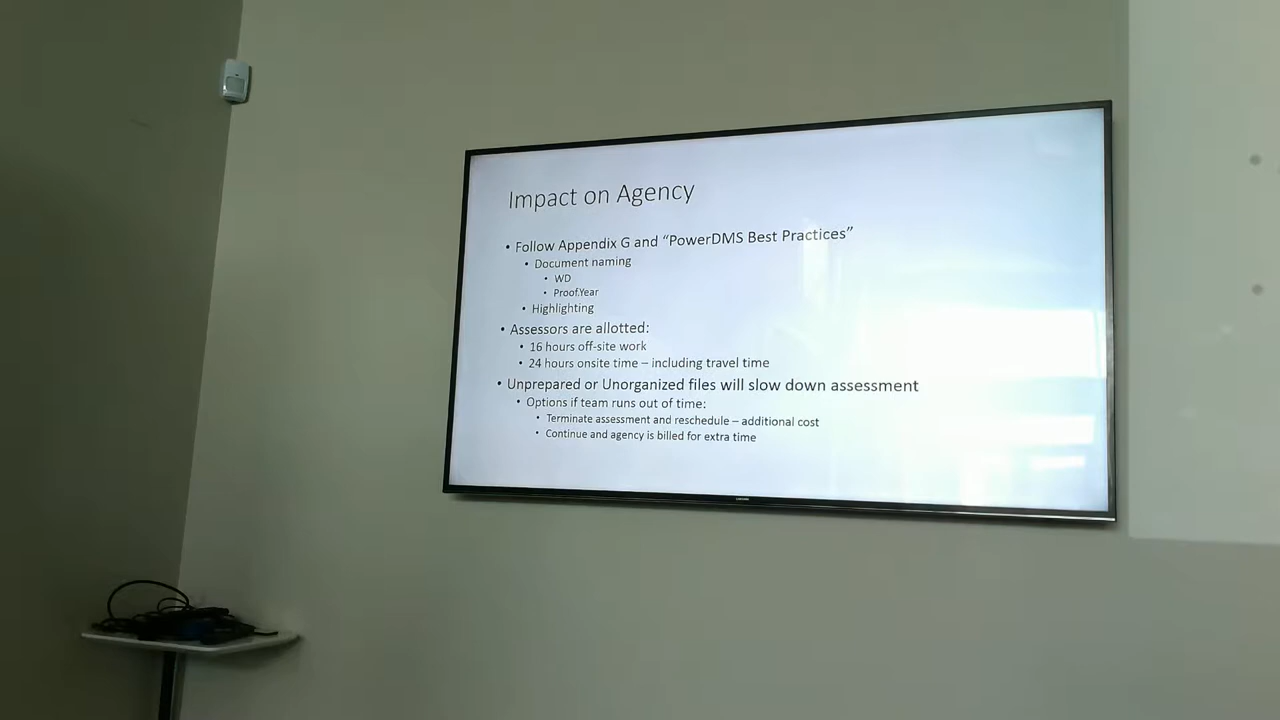 Impact on Agency
• Follow Appendix G and “PowerDMS Best Practices”
• Document naming
• WD
• Proof.Year
• Highlighting
• Assessors are allotted:
• 16 hours off-site work
• 24 hours onsite time – including travel time
• Unprepared or Unorganized files will slow down assessment
• Options if team runs out of time:
• Terminate assessment and reschedule – additional cost
• Continue and agency is billed for extra time